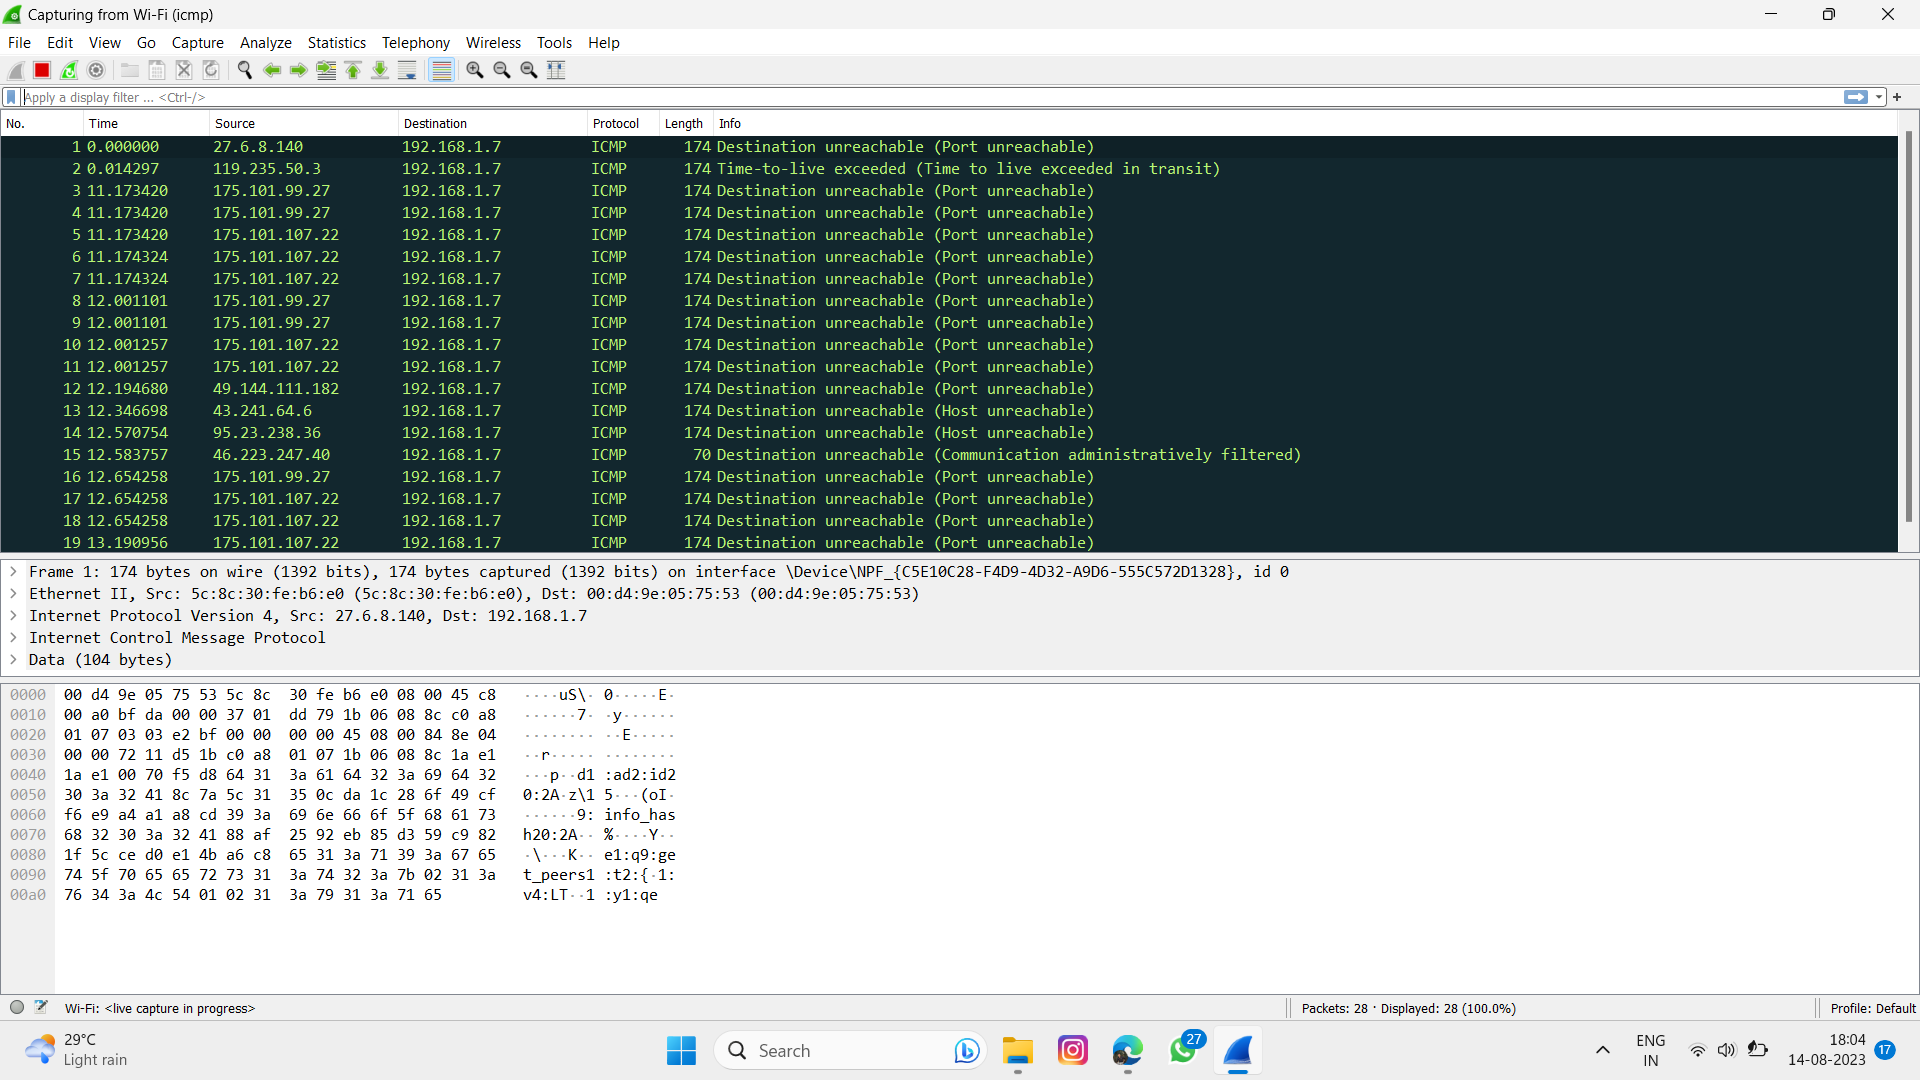 Capturing from Wi-Fi (icmp)
File Edit View Go Capture Analyze Statistics Telephony Wireless Tools Help
Apply a display filter ... <Ctrl-/>
No. Time Source Destination Protocol Length Info
1 0.000000 27.6.8.140 192.168.1.7 ICMP 174 Destination unreachable (Port unreachable)
2 0.014297 119.235.50.3 192.168.1.7 ICMP 174 Time-to-live exceeded (Time to live exceeded in transit)
3 11.173420 175.101.99.27 192.168.1.7 ICMP 174 Destination unreachable (Port unreachable)
4 11.173420 175.101.99.27 192.168.1.7 ICMP 174 Destination unreachable (Port unreachable)
5 11.173420 175.101.107.22 192.168.1.7 ICMP 174 Destination unreachable (Port unreachable)
6 11.174324 175.101.107.22 192.168.1.7 ICMP 174 Destination unreachable (Port unreachable)
7 11.174324 175.101.107.22 192.168.1.7 ICMP 174 Destination unreachable (Port unreachable)
8 12.001101 175.101.99.27 192.168.1.7 ICMP 174 Destination unreachable (Port unreachable)
9 12.001101 175.101.99.27 192.168.1.7 ICMP 174 Destination unreachable (Port unreachable)
10 12.001257 175.101.107.22 192.168.1.7 ICMP 174 Destination unreachable (Port unreachable)
11 12.001257 175.101.107.22 192.168.1.7 ICMP 174 Destination unreachable (Port unreachable)
12 12.194680 49.144.111.182 192.168.1.7 ICMP 174 Destination unreachable (Port unreachable)
13 12.346698 43.241.64.6 192.168.1.7 ICMP 174 Destination unreachable (Host unreachable)
14 12.570754 95.23.238.36 192.168.1.7 ICMP 174 Destination unreachable (Host unreachable)
15 12.583757 46.223.247.40 192.168.1.7 ICMP 70 Destination unreachable (Communication administratively filtered)
16 12.654258 175.101.99.27 192.168.1.7 ICMP 174 Destination unreachable (Port unreachable)
17 12.654258 175.101.107.22 192.168.1.7 ICMP 174 Destination unreachable (Port unreachable)
18 12.654258 175.101.107.22 192.168.1.7 ICMP 174 Destination unreachable (Port unreachable)
19 13.190956 175.101.107.22 192.168.1.7 ICMP 174 Destination unreachable (Port unreachable)
> Frame 1: 174 bytes on wire (1392 bits), 174 bytes captured (1392 bits) on interface \Device\NPF_{C5E10C28-F4D9-4D32-A9D6-555C572D1328}, id 0
> Ethernet II, Src: 5c:8c:30:fe:b6:e0 (5c:8c:30:fe:b6:e0), Dst: 00:d4:9e:05:75:53 (00:d4:9e:05:75:53)
> Internet Protocol Version 4, Src: 27.6.8.140, Dst: 192.168.1.7
> Internet Control Message Protocol
> Data (104 bytes)
0000 00 d4 9e 05 75 53 5c 8c 30 fe b6 e0 08 00 45 c8 ····uS\· 0·····E·
0010 00 a0 bf da 00 00 37 01 dd 79 1b 06 08 8c c0 a8 ······7· ·y······
0020 01 07 03 03 e2 bf 00 00 00 00 45 08 00 84 8e 04 ········ ··E·····
0030 00 00 72 11 d5 1b c0 a8 01 07 1b 06 08 8c 1a e1 ··r····· ········
0040 1a e1 00 70 f5 d8 64 31 3a 61 64 32 3a 69 64 32 ···p··d1 :ad2:id2
0050 30 3a 32 41 8c 7a 5c 31 35 0c da 1c 28 6f 49 cf 0:2A·z\1 5···(oI·
0060 f6 e9 a4 a1 a8 cd 39 3a 69 6e 66 6f 5f 68 61 73 ······9: info_has
0070 68 32 30 3a 32 41 88 af 25 92 eb 85 d3 59 c9 82 h20:2A·· %····Y··
0080 1f 5c ce d0 e1 4b a6 c8 65 31 3a 71 39 3a 67 65 ·\···K·· e1:q9:ge
0090 74 5f 70 65 65 72 73 31 3a 74 32 3a 7b 02 31 3a t_peers1 :t2:{·1:
00a0 76 34 3a 4c 54 01 02 31 3a 79 31 3a 71 65 v4:LT··1 :y1:qe
Wi-Fi: <live capture in progress> Packets: 28 · Displayed: 28 (100.0%) Profile: Default
29°C
Light rain
Search
27
ENG
IN
18:04
14-08-2023
17